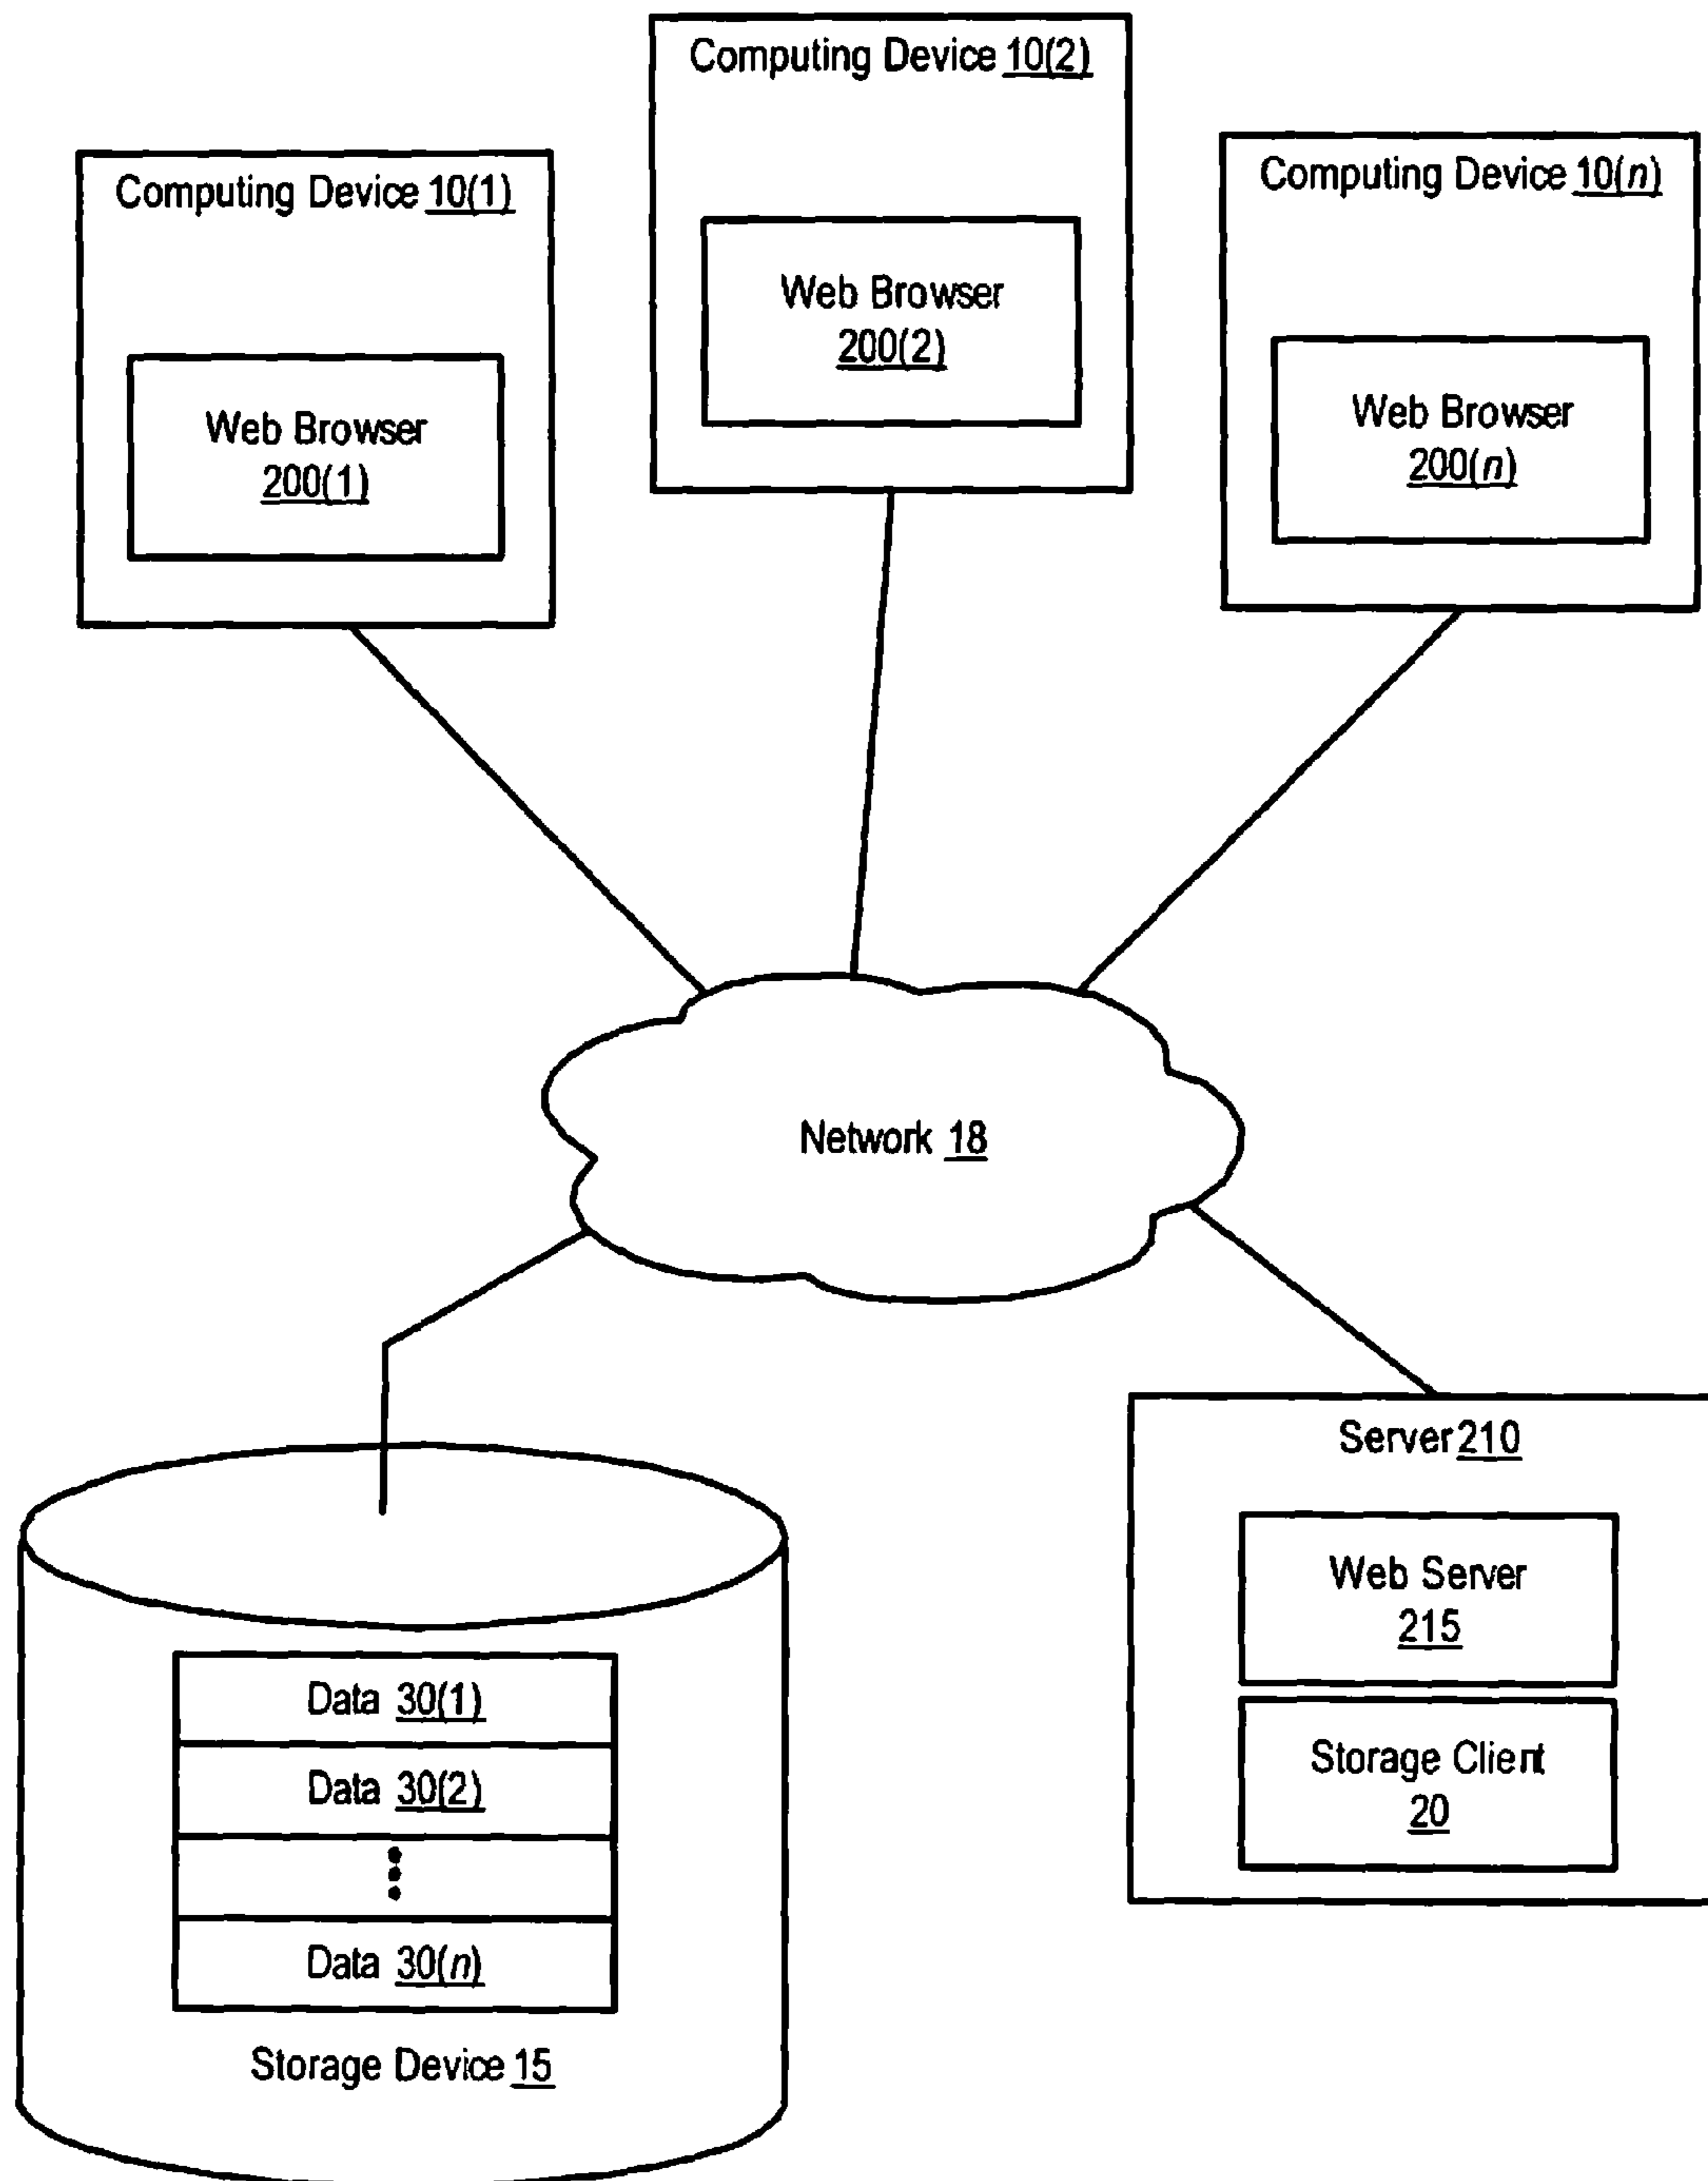 Computing Device 10(2)
Computing Device 10(1)
Computing Device 10(n)
Web Browser
200(2)
Web Browser
200(1)
Web Browser
200(n)
Network 18
Server 210
Web Server
215
Storage Client
20
Data 30(1)
Data 30(2)
Data 30(n)
Storage Device 15